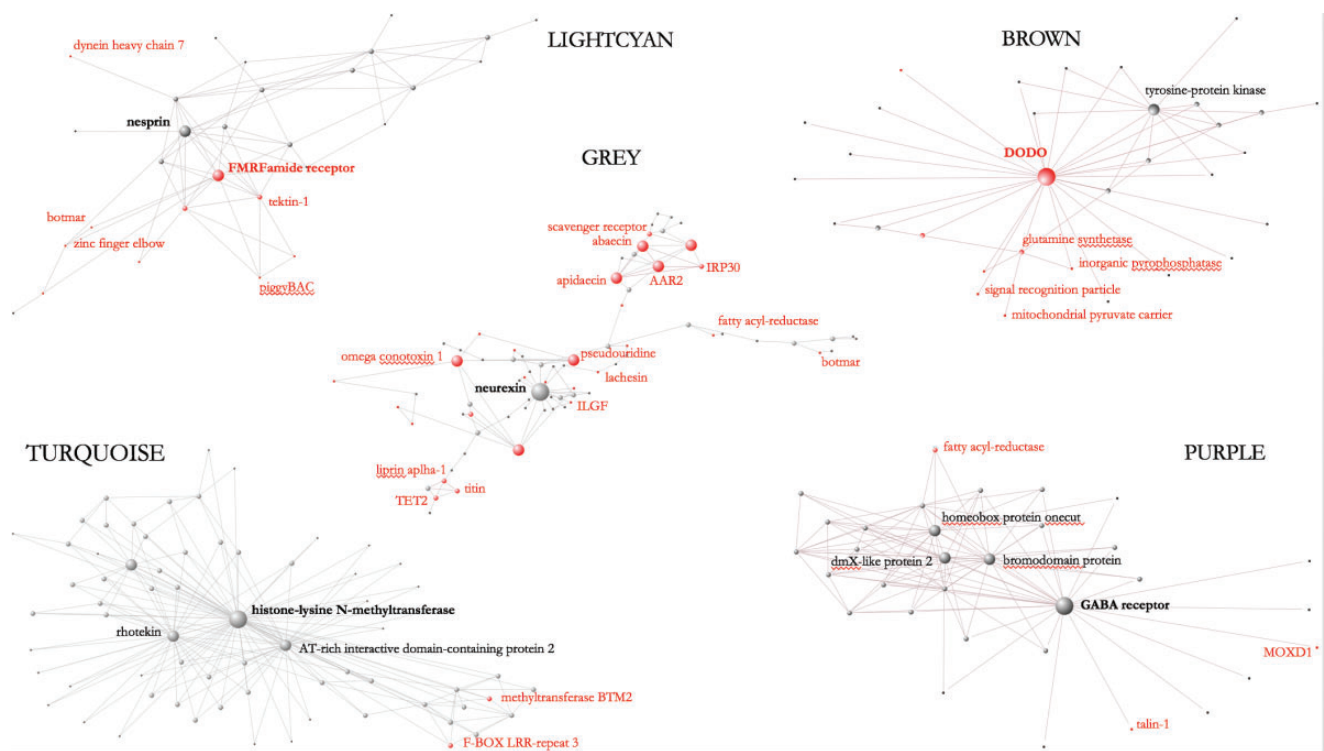 LIGHTCYAN
dynein heavy chain 7
nesprin
FMRFamide receptor
tektin-1
botmar
zinc finger elbow
piggyBAC
BROWN
tyrosine-protein kinase
DODO
glutamine synthetase
inorganic pyrophosphatase
signal recognition particle
mitochondrial pyruvate carrier
GREY
scavenger receptor
abaecin
IRP30
apidaecin
AAR2
fatty acyl-reductase
omega conotoxin 1
pseudouridine
botmar
lachesin
neurexin
ILGF
liprin aplha-1
titin
TET2
TURQUOISE
histone-lysine N-methyltransferase
rhotekin
AT-rich interactive domain-containing protein 2
methyltransferase BTM2
F-BOX LRR-repeat 3
PURPLE
fatty acyl-reductase
homeobox protein onecut
dmX-like protein 2
bromodomain protein
GABA receptor
MOXD1
talin-1